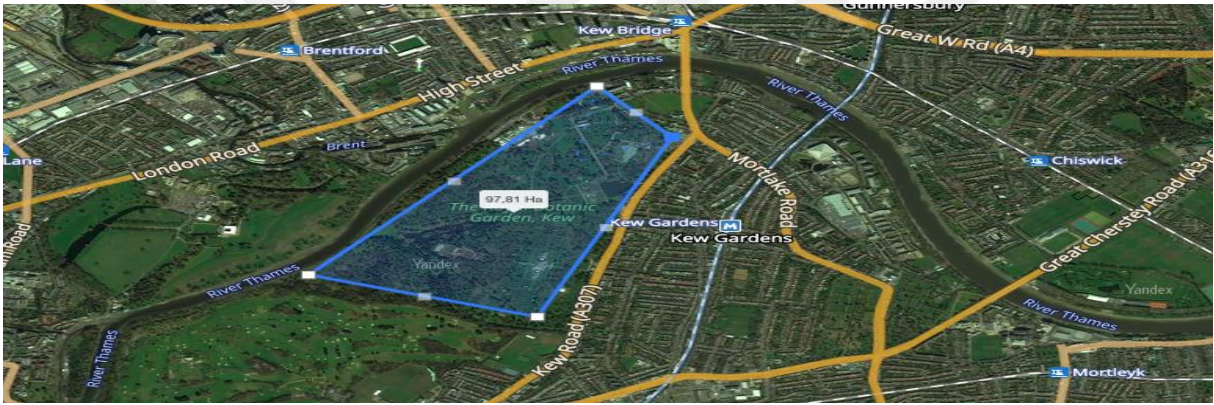 Gunnersbury
Kew Bridge
Great W Rd (A4)
Brentford
River Thames
High Street
River Thames
Brent
Lane
London Road
Mortlake Road
Chiswick
97,81 Ha
The Botanic
Garden, Kew
Kew Gardens
Kew Gardens
Great Cherstey Road (A316
Road
Yandex
River Thames
Yandex
River Thames
Kew Road (A307)
River Thames
Mortleyk